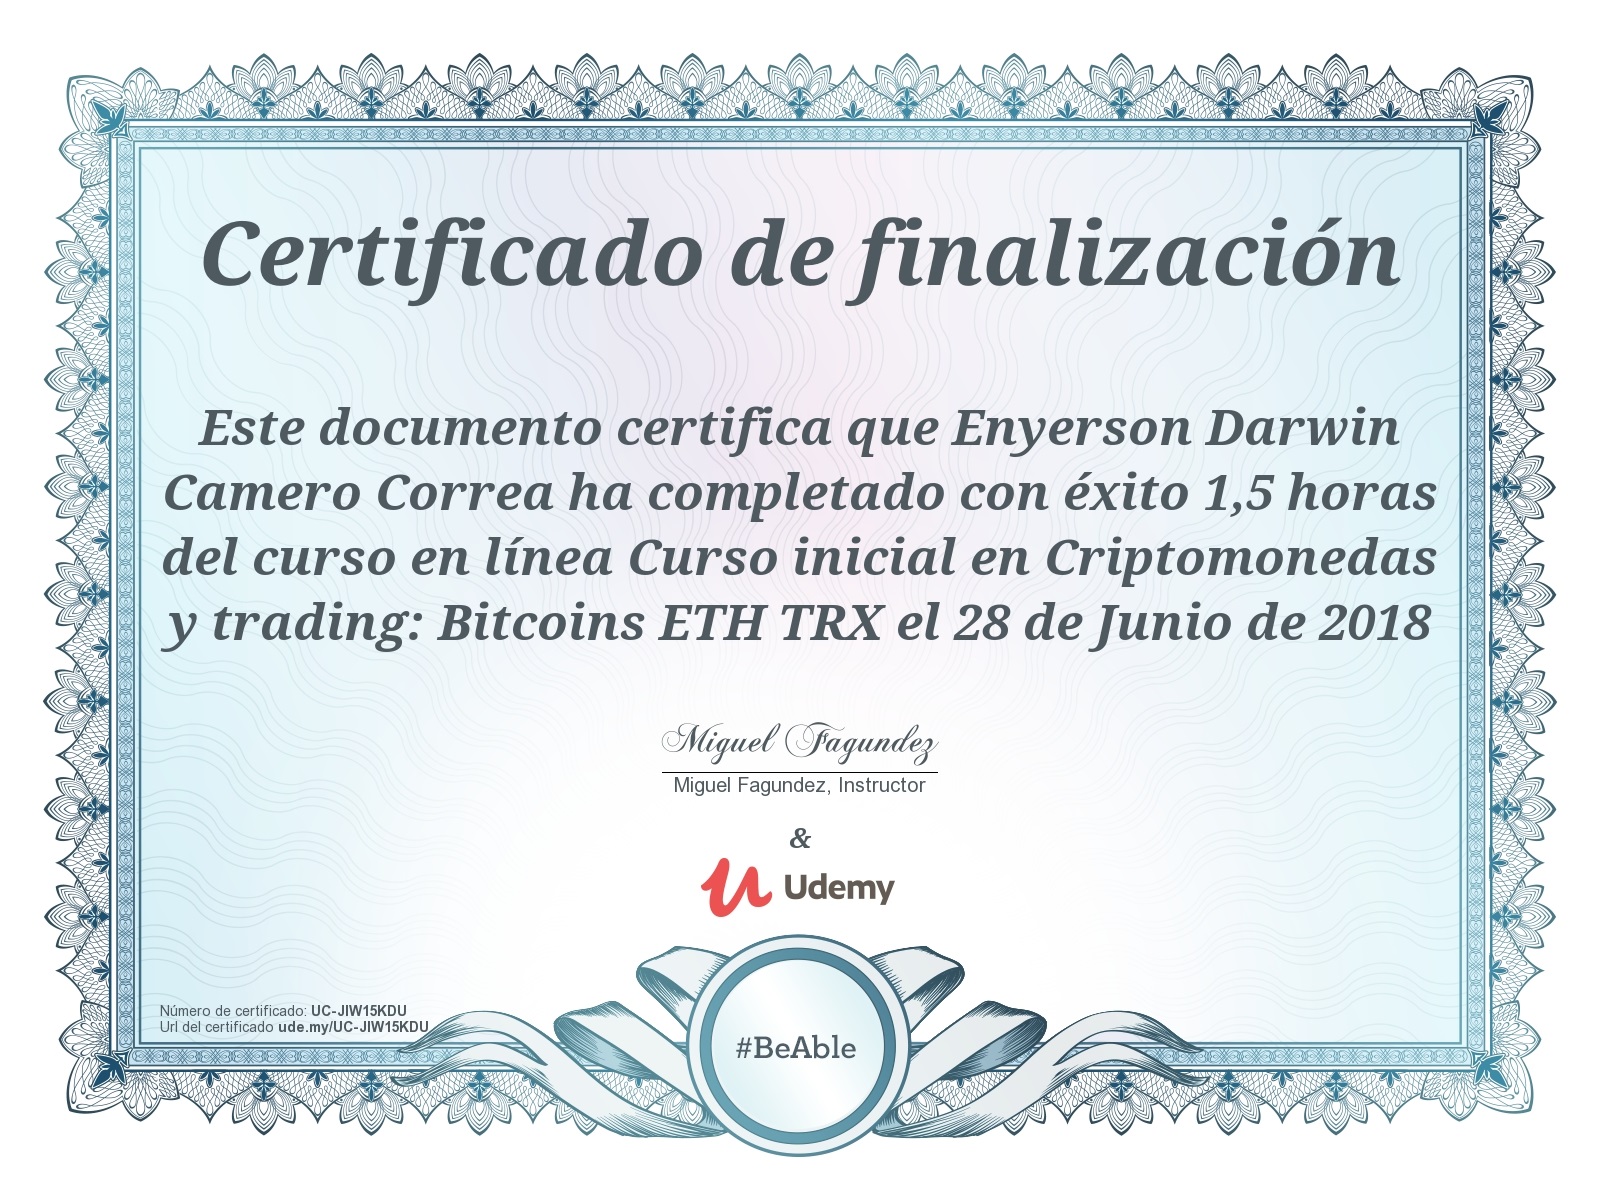 Certificado de finalización
Este documento certifica que Enyerson Darwin
Camero Correa ha completado con éxito 1,5 horas
del curso en línea Curso inicial en Criptomonedas
y trading: Bitcoins ETH TRX el 28 de Junio de 2018
Miguel Fagundez
Miguel Fagundez, Instructor
&
Udemy
Número de certificado: UC-JIW15KDU
Url del certificado ude.my/UC-JIW15KDU
#BeAble